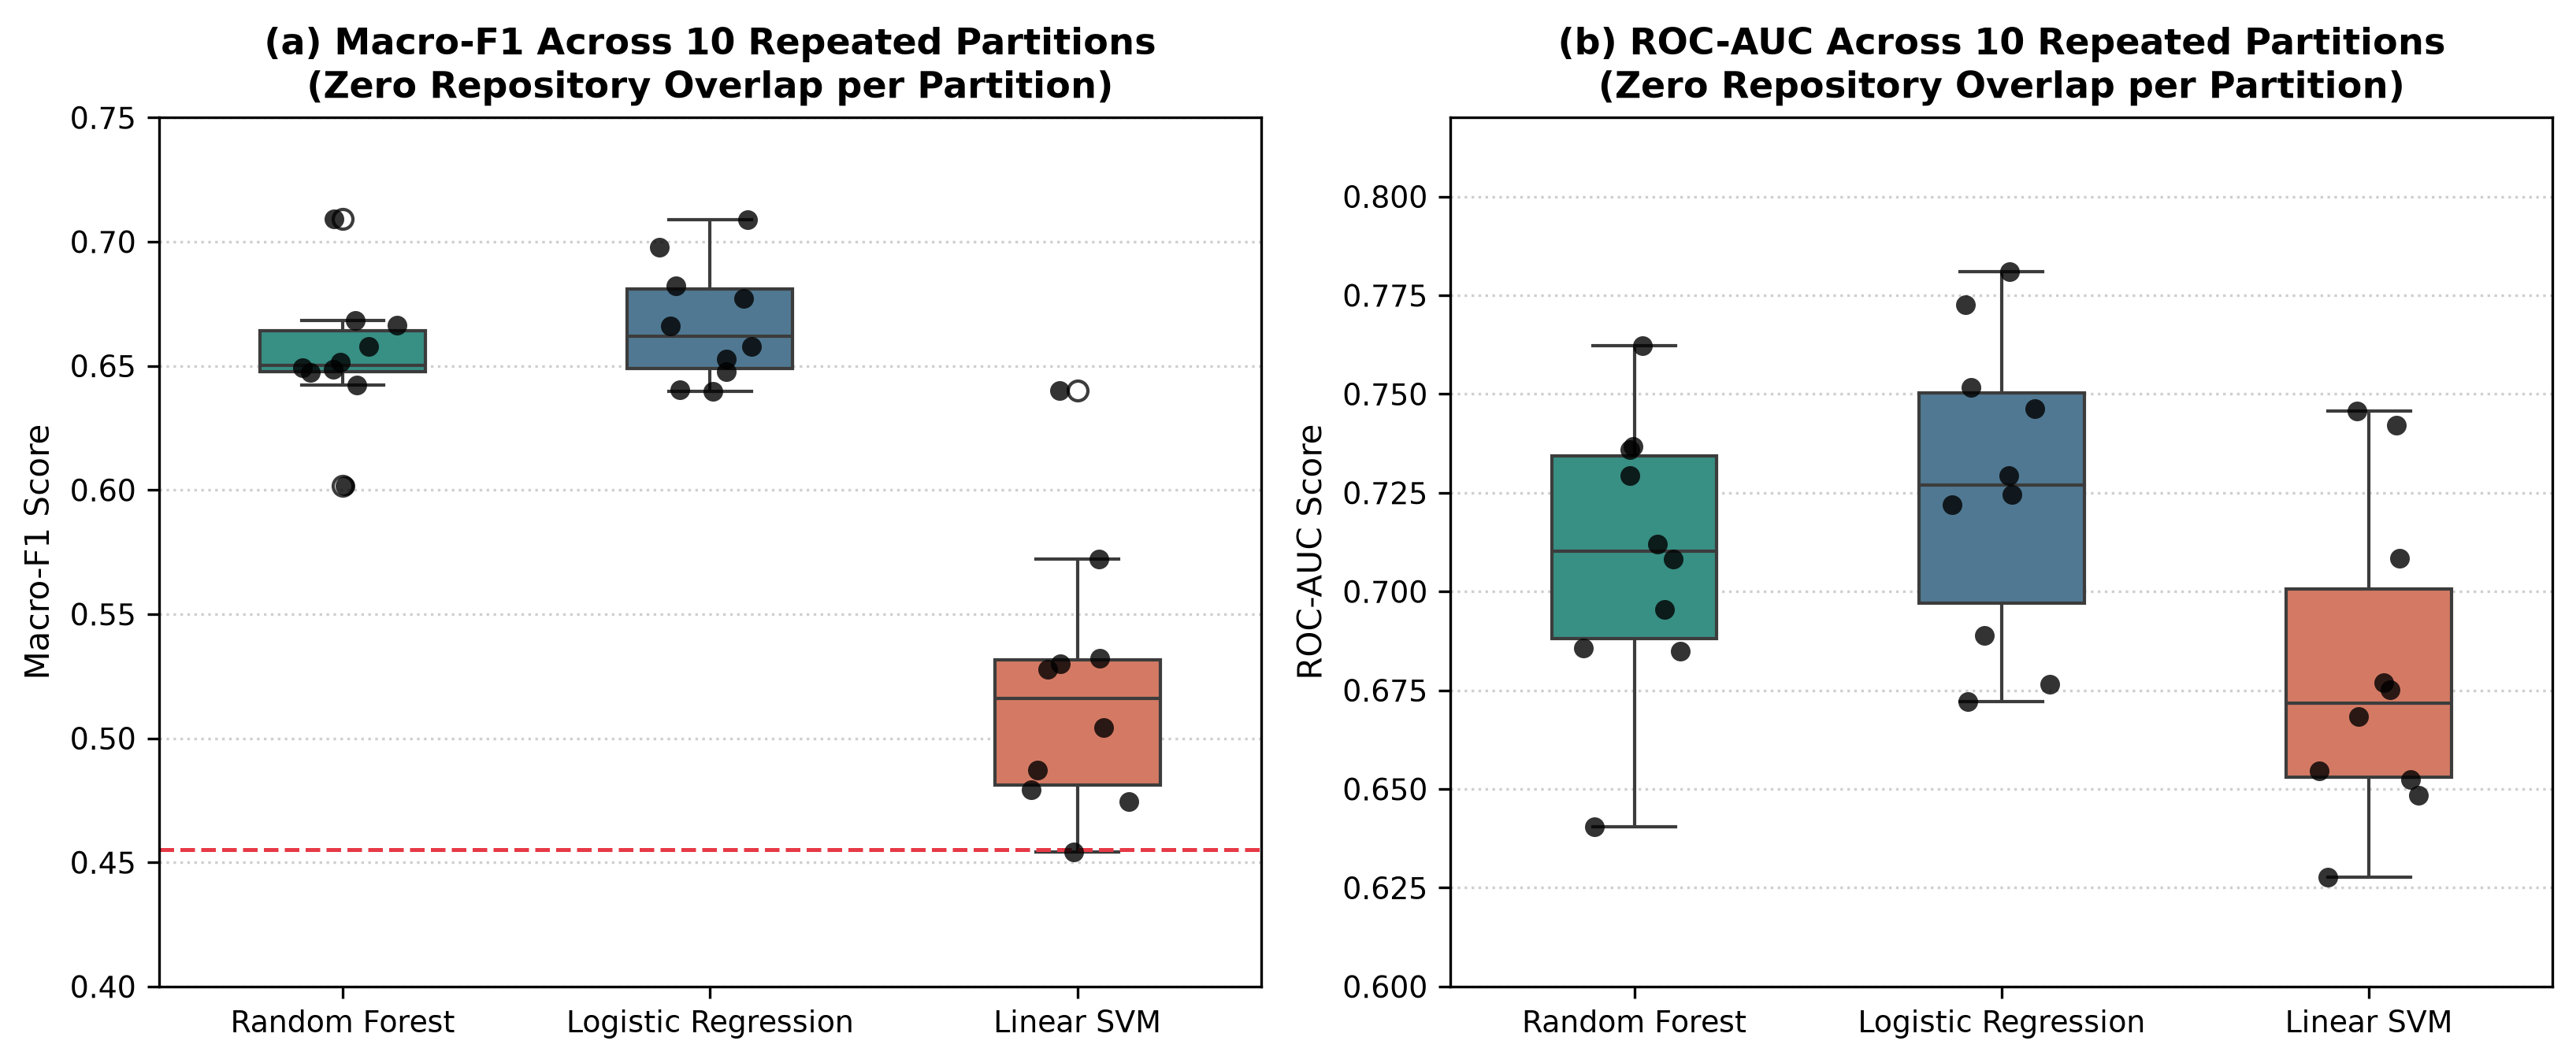 (a) Macro-F1 Across 10 Repeated Partitions
(Zero Repository Overlap per Partition)
Macro-F1 Score
0.75
0.70
0.65
0.60
0.55
0.50
0.45
0.40
Random Forest
Logistic Regression
Linear SVM
(b) ROC-AUC Across 10 Repeated Partitions
(Zero Repository Overlap per Partition)
ROC-AUC Score
0.800
0.775
0.750
0.725
0.700
0.675
0.650
0.625
0.600
Random Forest
Logistic Regression
Linear SVM